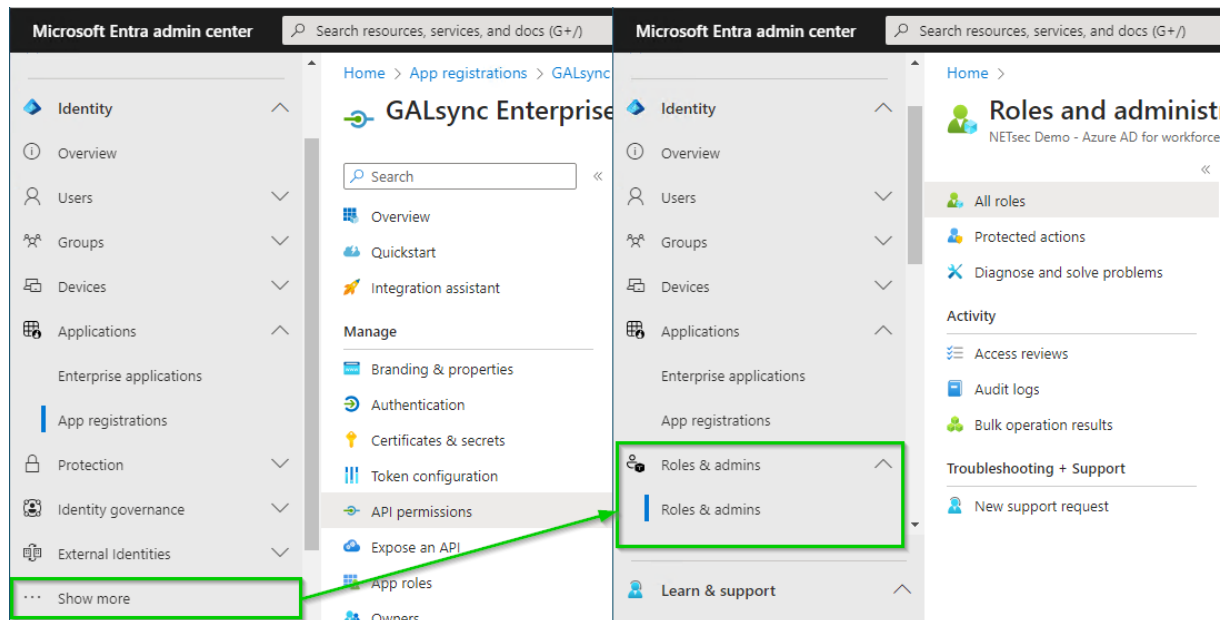 Microsoft Entra admin center
Search resources, services, and docs (G+/)
Identity
Overview
Users
Groups
Devices
Applications
Enterprise applications
App registrations
Protection
Identity governance
External Identities
··· Show more
Home > App registrations > GALsync
GALsync Enterprise
Search
«
Overview
Quickstart
Integration assistant
Manage
Branding & properties
Authentication
Certificates & secrets
Token configuration
API permissions
Expose an API
App roles
Owners
Microsoft Entra admin center
Search resources, services, and docs (G+/)
Identity
Overview
Users
Groups
Devices
Applications
Enterprise applications
App registrations
Roles & admins
Roles & admins
Learn & support
Home >
Roles and administ
NETsec Demo - Azure AD for workforce
«
All roles
Protected actions
Diagnose and solve problems
Activity
Access reviews
Audit logs
Bulk operation results
Troubleshooting + Support
New support request